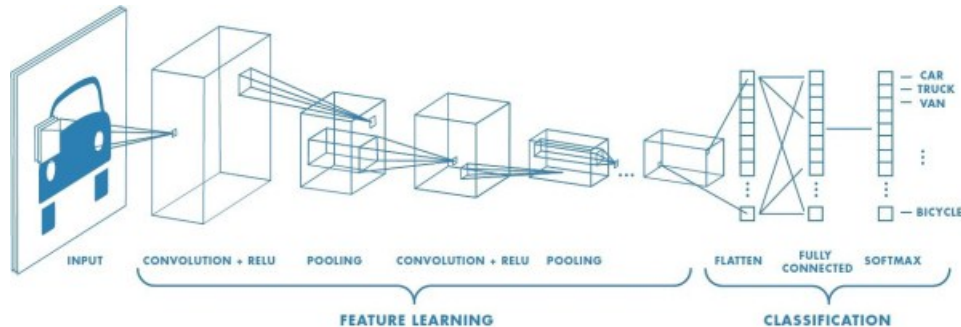 CAR
TRUCK
VAN
BICYCLE
INPUT
CONVOLUTION + RELU
POOLING
CONVOLUTION + RELU
POOLING
FLATTEN
FULLY
CONNECTED
SOFTMAX
FEATURE LEARNING
CLASSIFICATION